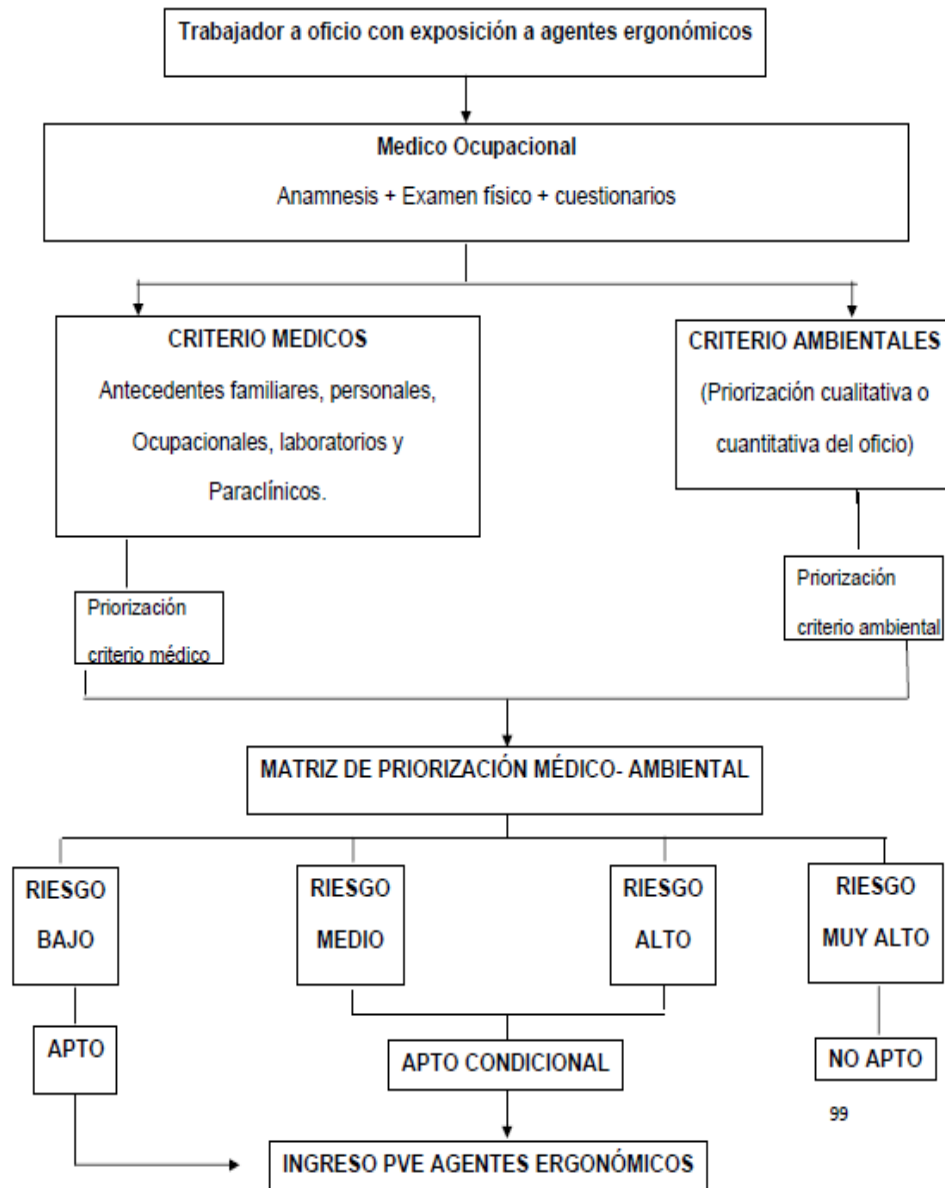 Trabajador a oficio con exposición a agentes ergonómicos
Medico Ocupacional
Anamnesis + Examen físico + cuestionarios
CRITERIO MEDICOS
Antecedentes familiares, personales,
Ocupacionales, laboratorios y
Paraclínicos.
CRITERIO AMBIENTALES
(Priorización cualitativa o
cuantitativa del oficio)
Priorización
criterio médico
Priorización
criterio ambiental
MATRIZ DE PRIORIZACIÓN MÉDICO- AMBIENTAL
RIESGO
BAJO
RIESGO
MEDIO
RIESGO
ALTO
RIESGO
MUY ALTO
APTO
APTO CONDICIONAL
NO APTO
99
INGRESO PVE AGENTES ERGONÓMICOS